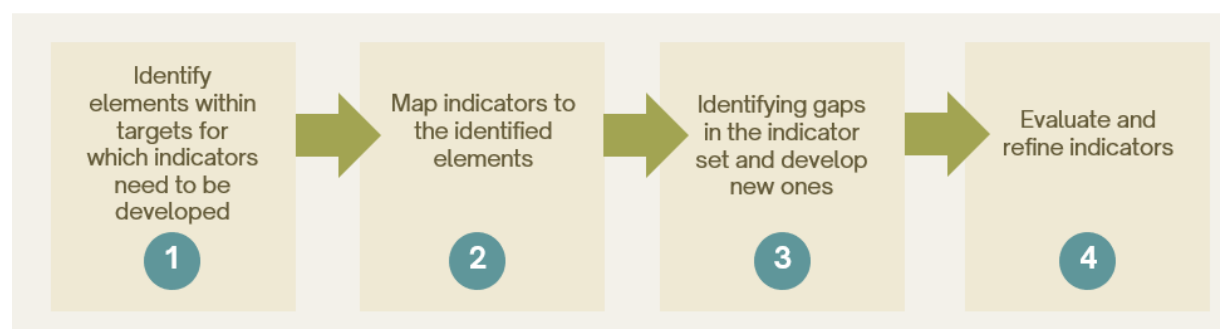 Identify
elements within
targets for
which indicators
need to be
developed
1
Map indicators to
the identified
elements
2
Identifying gaps
in the indicator
set and develop
new ones
3
Evaluate and
refine indicators
4